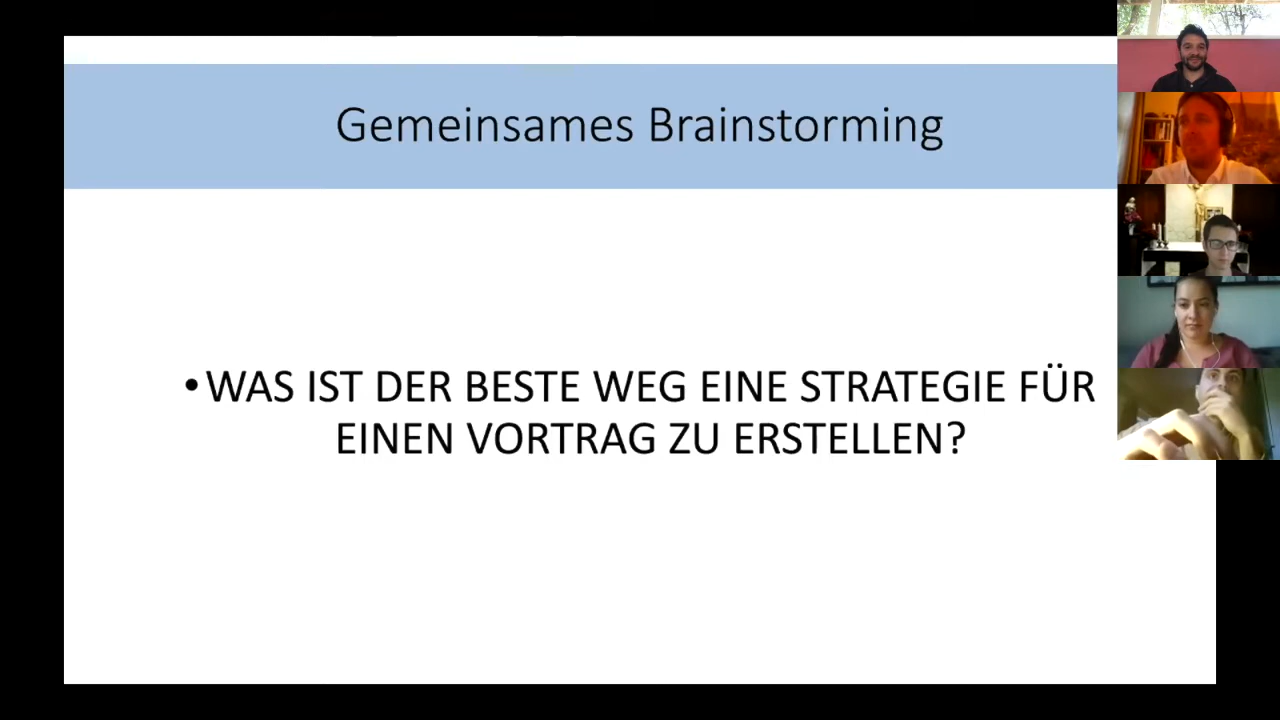 Gemeinsames Brainstorming
•WAS IST DER BESTE WEG EINE STRATEGIE FÜR
EINEN VORTRAG ZU ERSTELLEN?